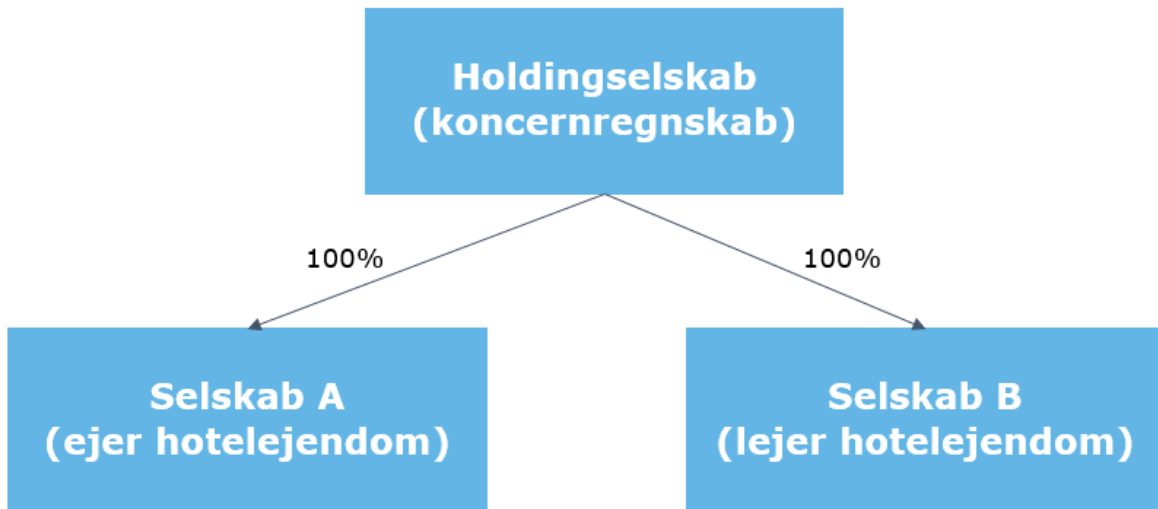 Holdingselskab
(koncernregnskab)
100%
100%
Selskab A
(ejer hotelejendom)
Selskab B
(lejer hotelejendom)